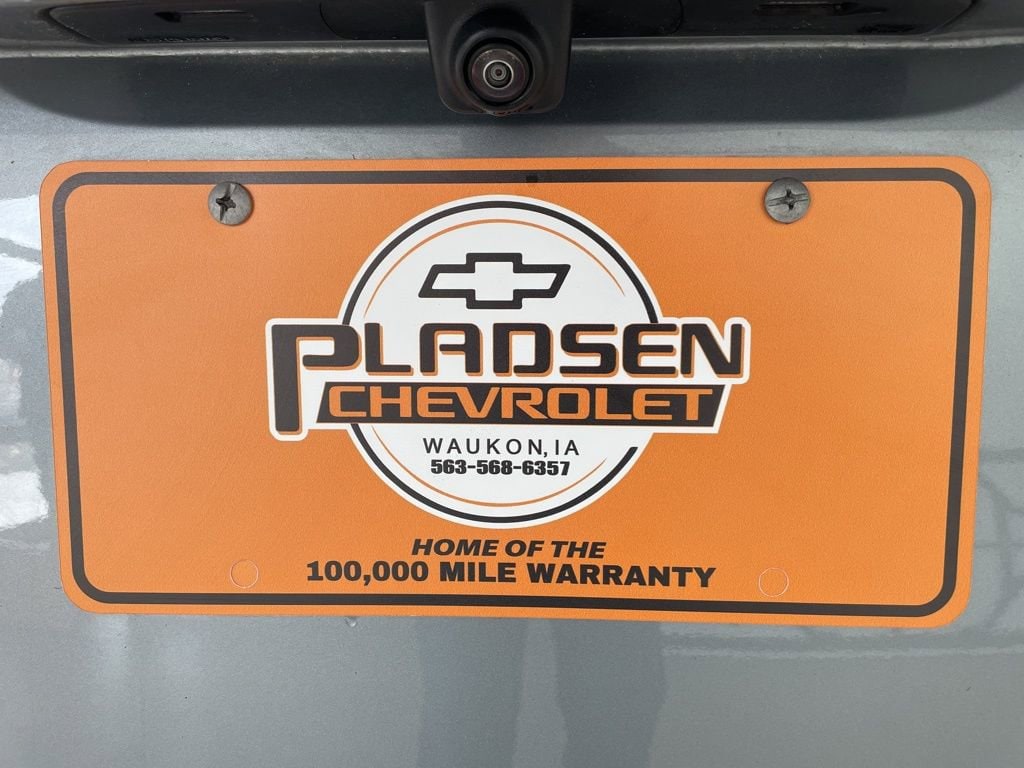 PLADSEN
CHEVROLET
WAUKON, IA
563-568-6357
HOME OF THE
100,000 MILE WARRANTY